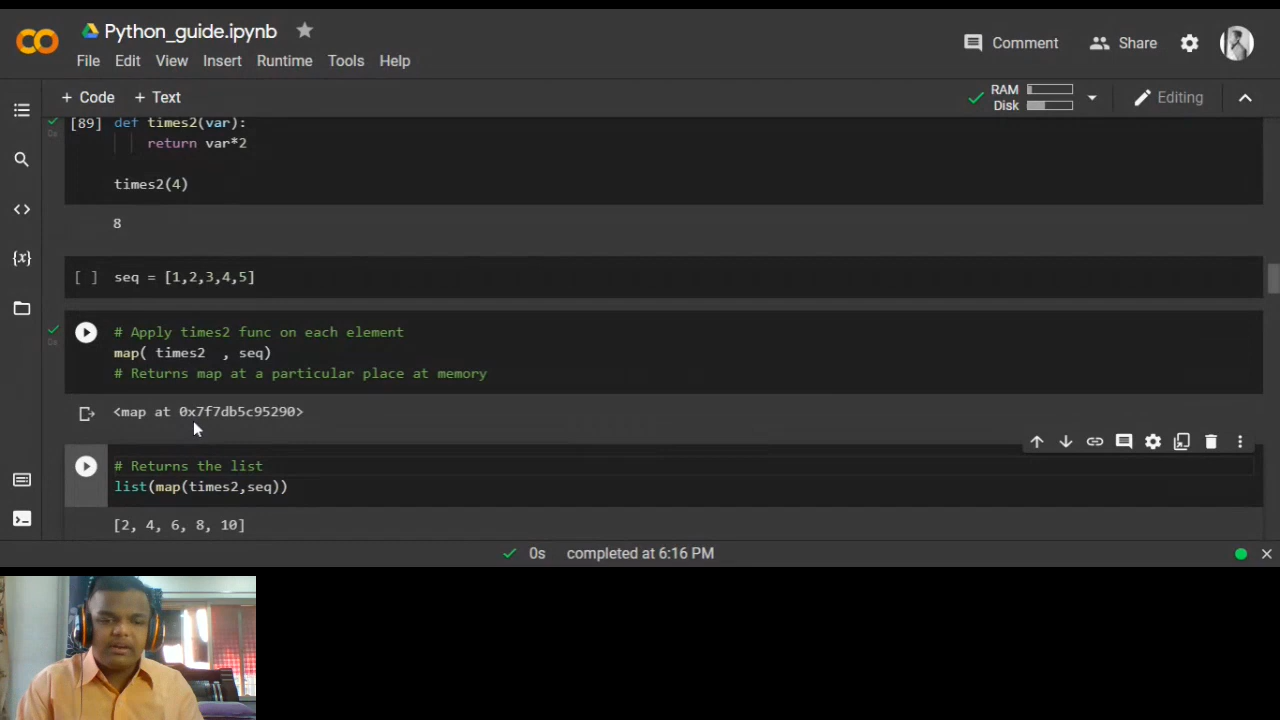 Python_guide.ipynb
File Edit View Insert Runtime Tools Help
Comment Share
+ Code + Text
RAM
Disk
Editing
[89] def times2(var):
return var*2
times2(4)
8
[ ] seq = [1,2,3,4,5]
# Apply times2 func on each element
map( times2 , seq)
# Returns map at a particular place at memory
<map at 0x7f7db5c95290>
# Returns the list
list(map(times2,seq))
[2, 4, 6, 8, 10]
0s completed at 6:16 PM